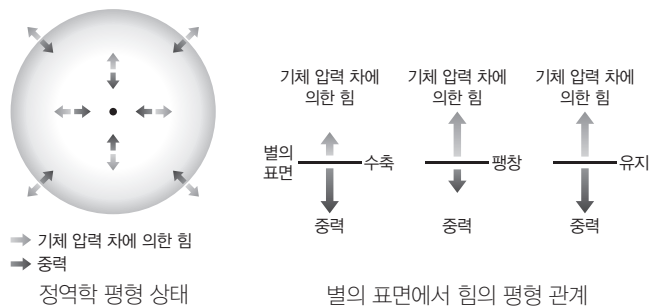 기체 압력 차에
의한 힘
기체 압력 차에
의한 힘
기체 압력 차에
의한 힘
별의
표면
수축
팽창
유지
중력
중력
중력
기체 압력 차에 의한 힘
중력
정역학 평형 상태
별의 표면에서 힘의 평형 관계